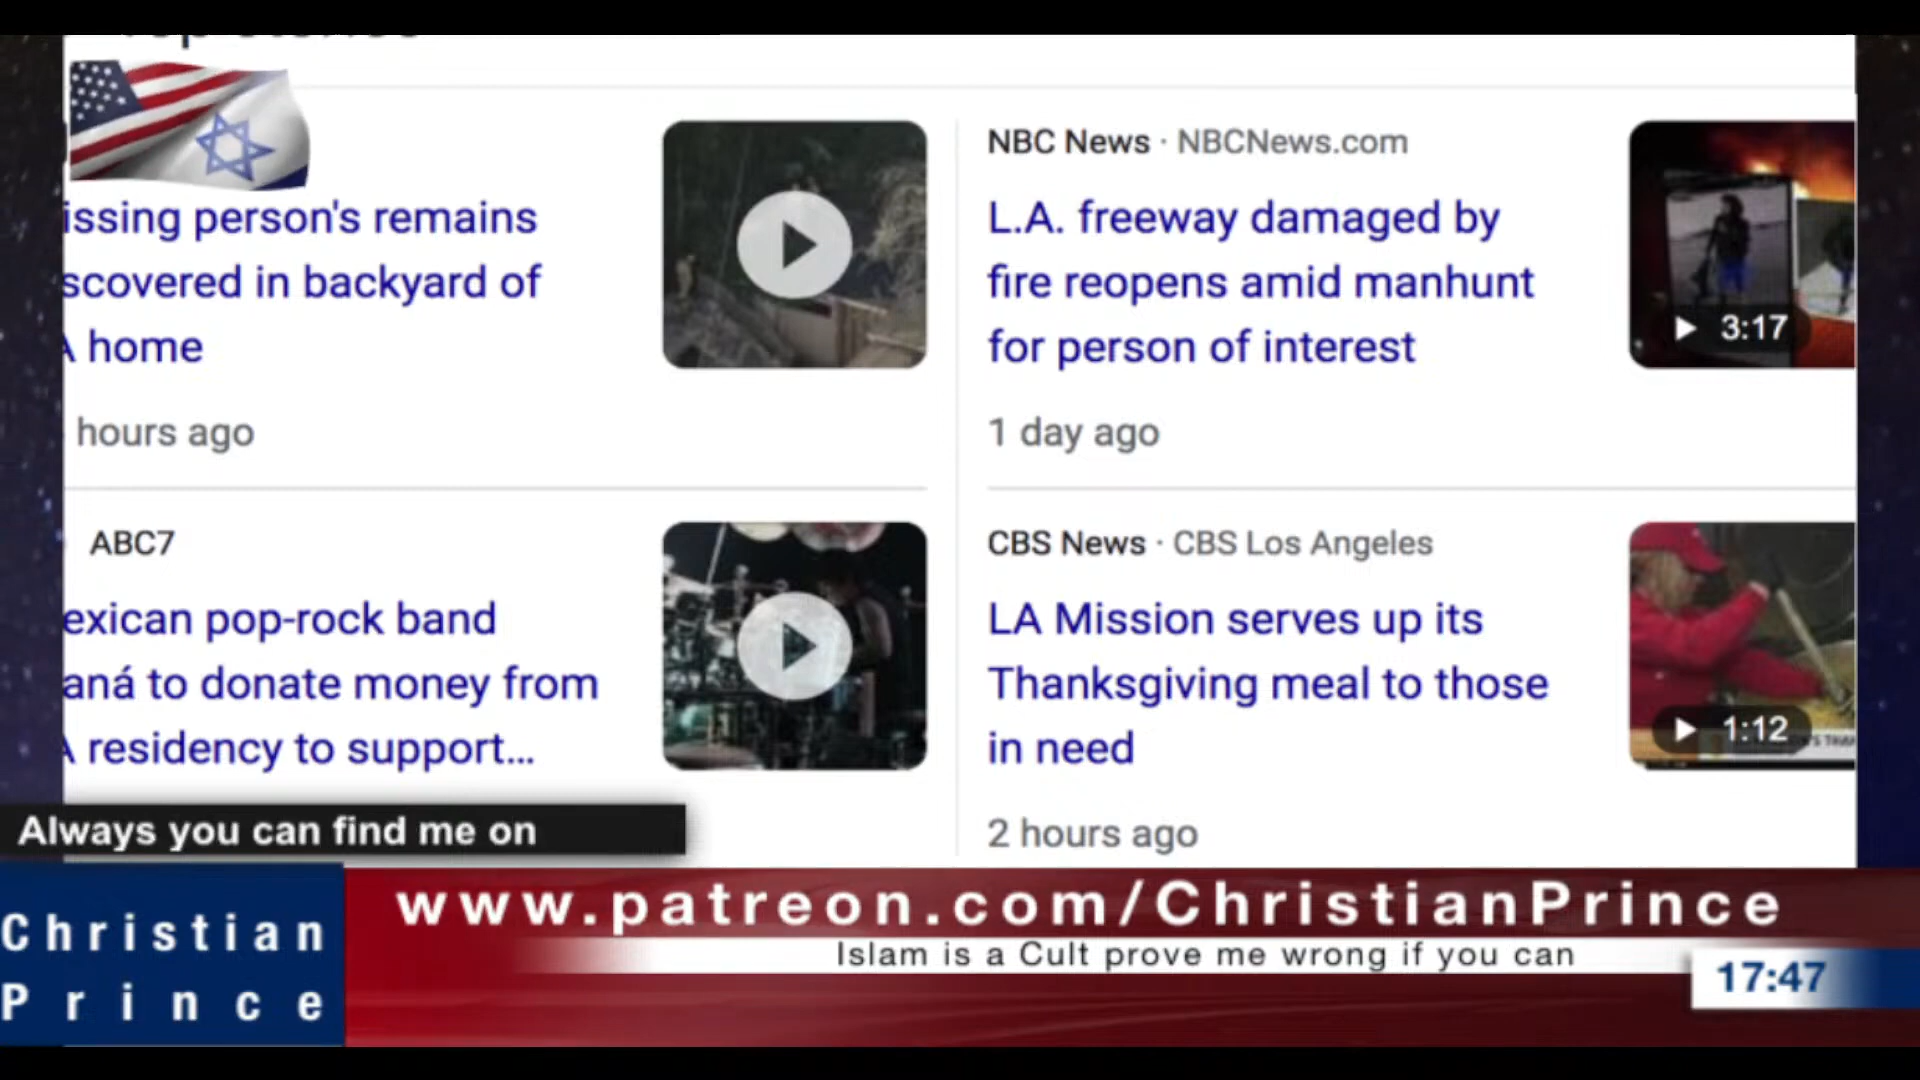 issing person's remains
scovered in backyard of
A home
hours ago
NBC News · NBCNews.com
L.A. freeway damaged by
fire reopens amid manhunt
for person of interest
3:17
1 day ago
ABC7
exican pop-rock band
aná to donate money from
A residency to support...
CBS News · CBS Los Angeles
LA Mission serves up its
Thanksgiving meal to those
in need
1:12
2 hours ago
Always you can find me on
Christian
Prince
www.patreon.com/ChristianPrince
Islam is a Cult prove me wrong if you can
17:47